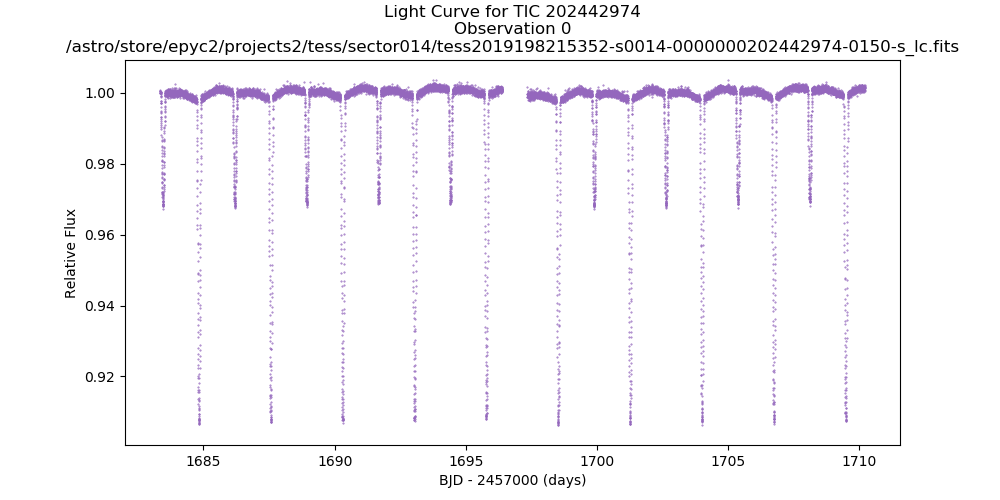 Light Curve for TIC 202442974
Observation 0
/astro/store/epyc2/projects2/tess/sector014/tess2019198215352-s0014-0000000202442974-0150-s_lc.fits
1.00
0.98
0.96
0.94
0.92
Relative Flux
1685
1690
1695
1700
1705
1710
BJD - 2457000 (days)